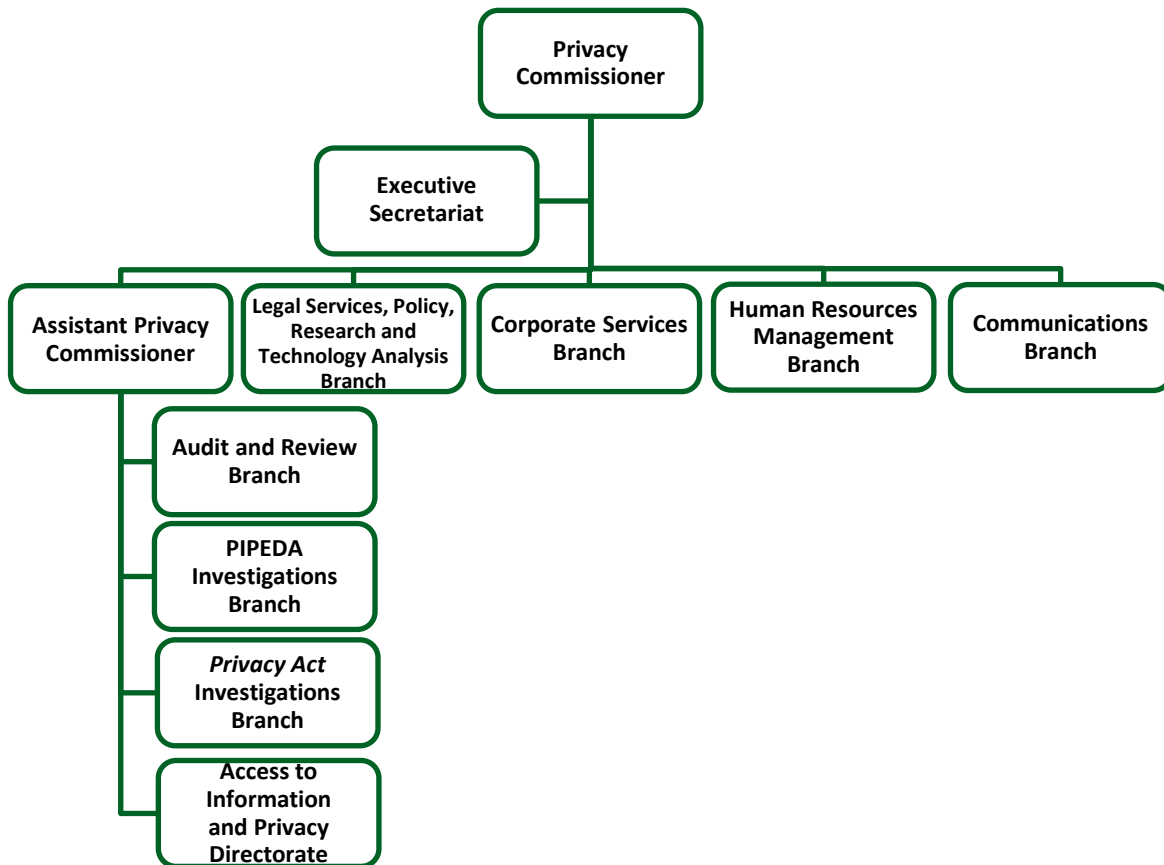 Privacy
Commissioner
Executive
Secretariat
Assistant Privacy
Commissioner
Legal Services, Policy,
Research and
Technology Analysis
Branch
Corporate Services
Branch
Human Resources
Management
Branch
Communications
Branch
Audit and Review
Branch
PIPEDA
Investigations
Branch
Privacy Act
Investigations
Branch
Access to
Information
and Privacy
Directorate